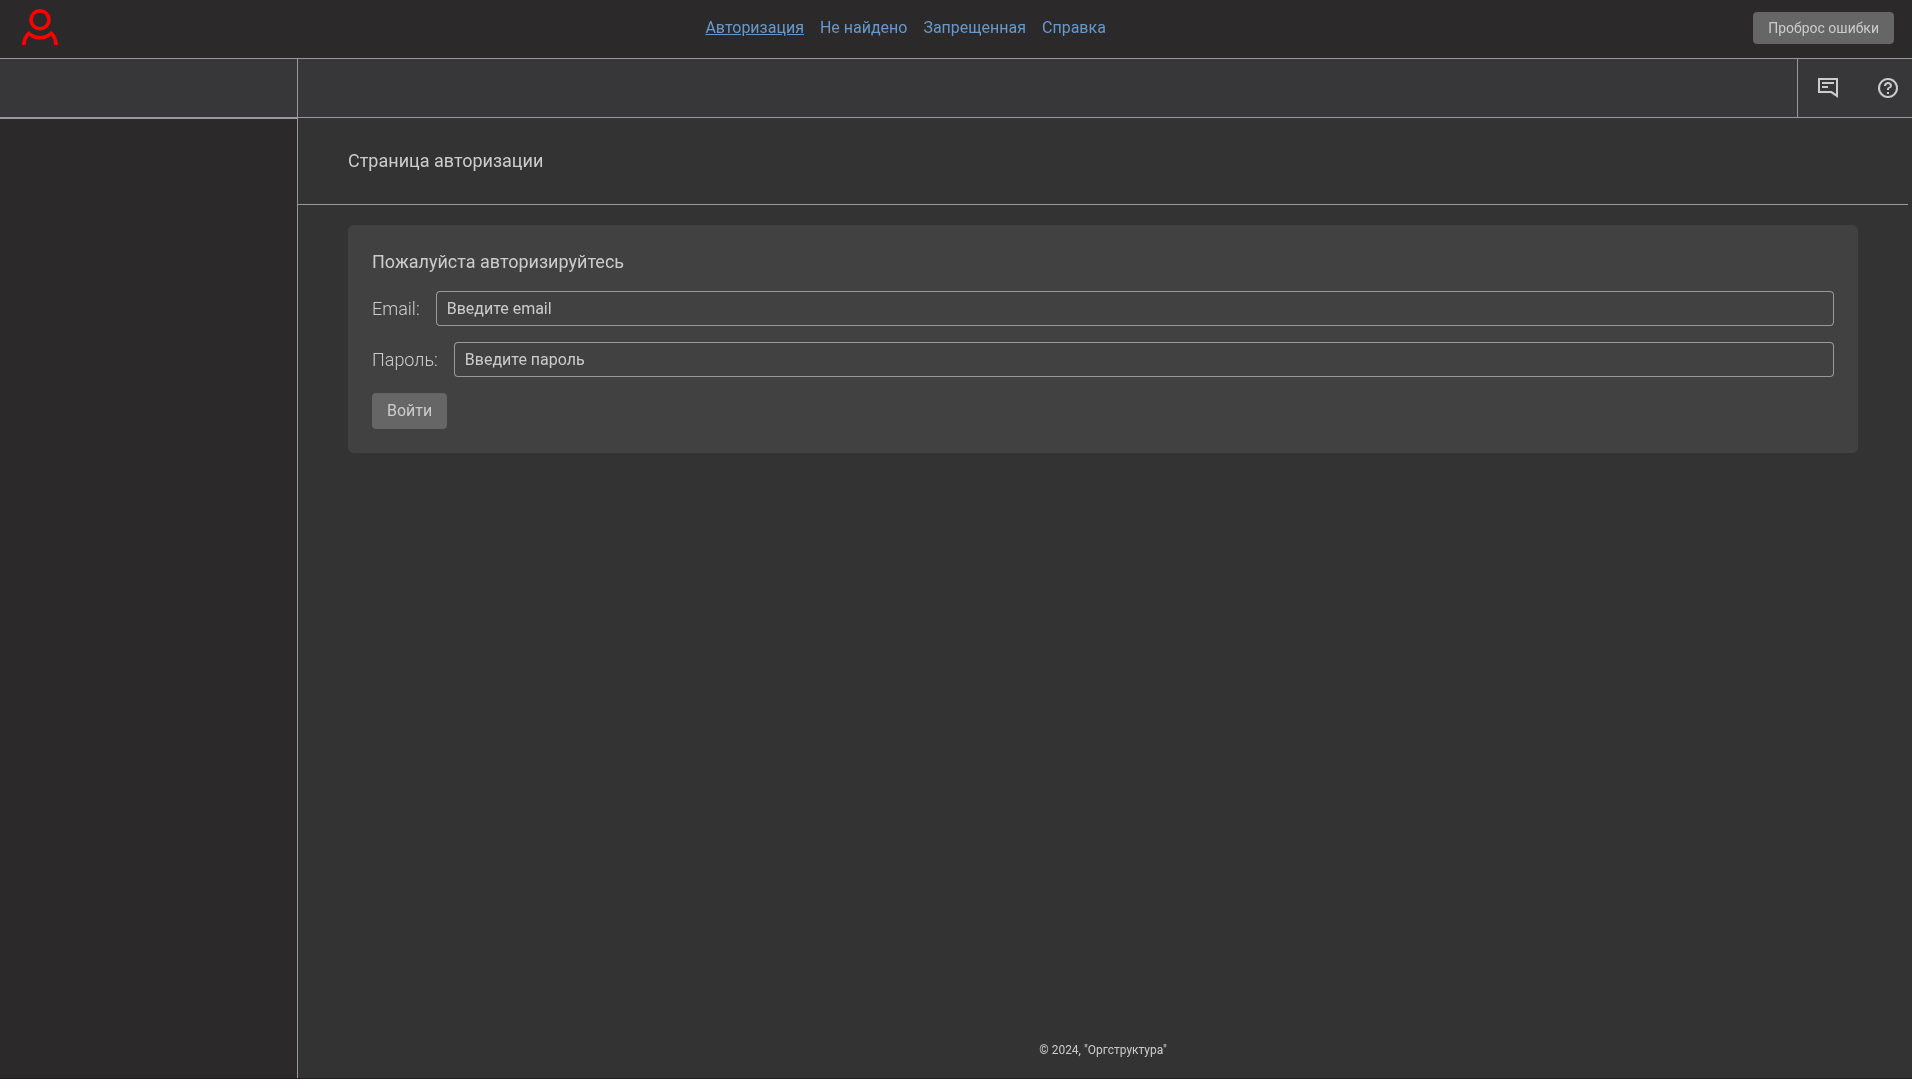 Авторизация Не найдено Запрещенная Справка Проброс ошибки
Страница авторизации
Пожалуйста авторизируйтесь
Email: Введите email
Пароль: Введите пароль
Войти
© 2024, "Оргструктура"